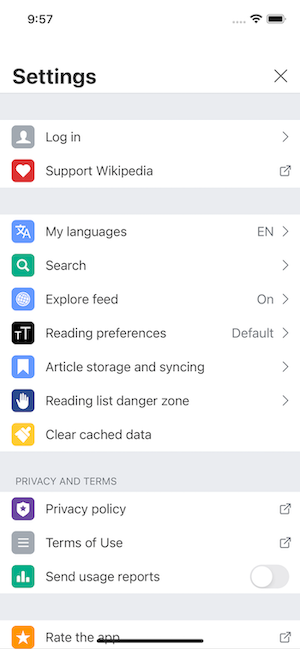 9:57
Settings
Log in
Support Wikipedia
My languages EN
Search
Explore feed On
Reading preferences Default
Article storage and syncing
Reading list danger zone
Clear cached data
PRIVACY AND TERMS
Privacy policy
Terms of Use
Send usage reports
Rate the app